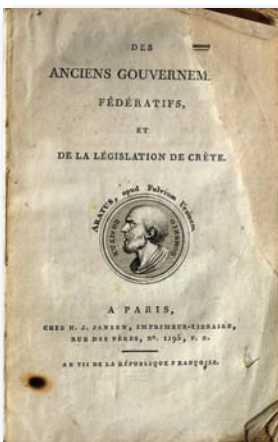 DES
ANCIENS GOUVERNEM.
FÉDÉRATIFS,
ET
DE LA LÉGISLATION DE CRÈTE.
ARATUS, apud Fulvium Ursinum
A PARIS,
CHEZ H. J. JANSEN, IMPRIMEUR-LIBRAIRE,
RUE DES PÈRES, N°. 1195, F. G.
AN VII DE LA RÉPUBLIQUE FRANÇOISE.